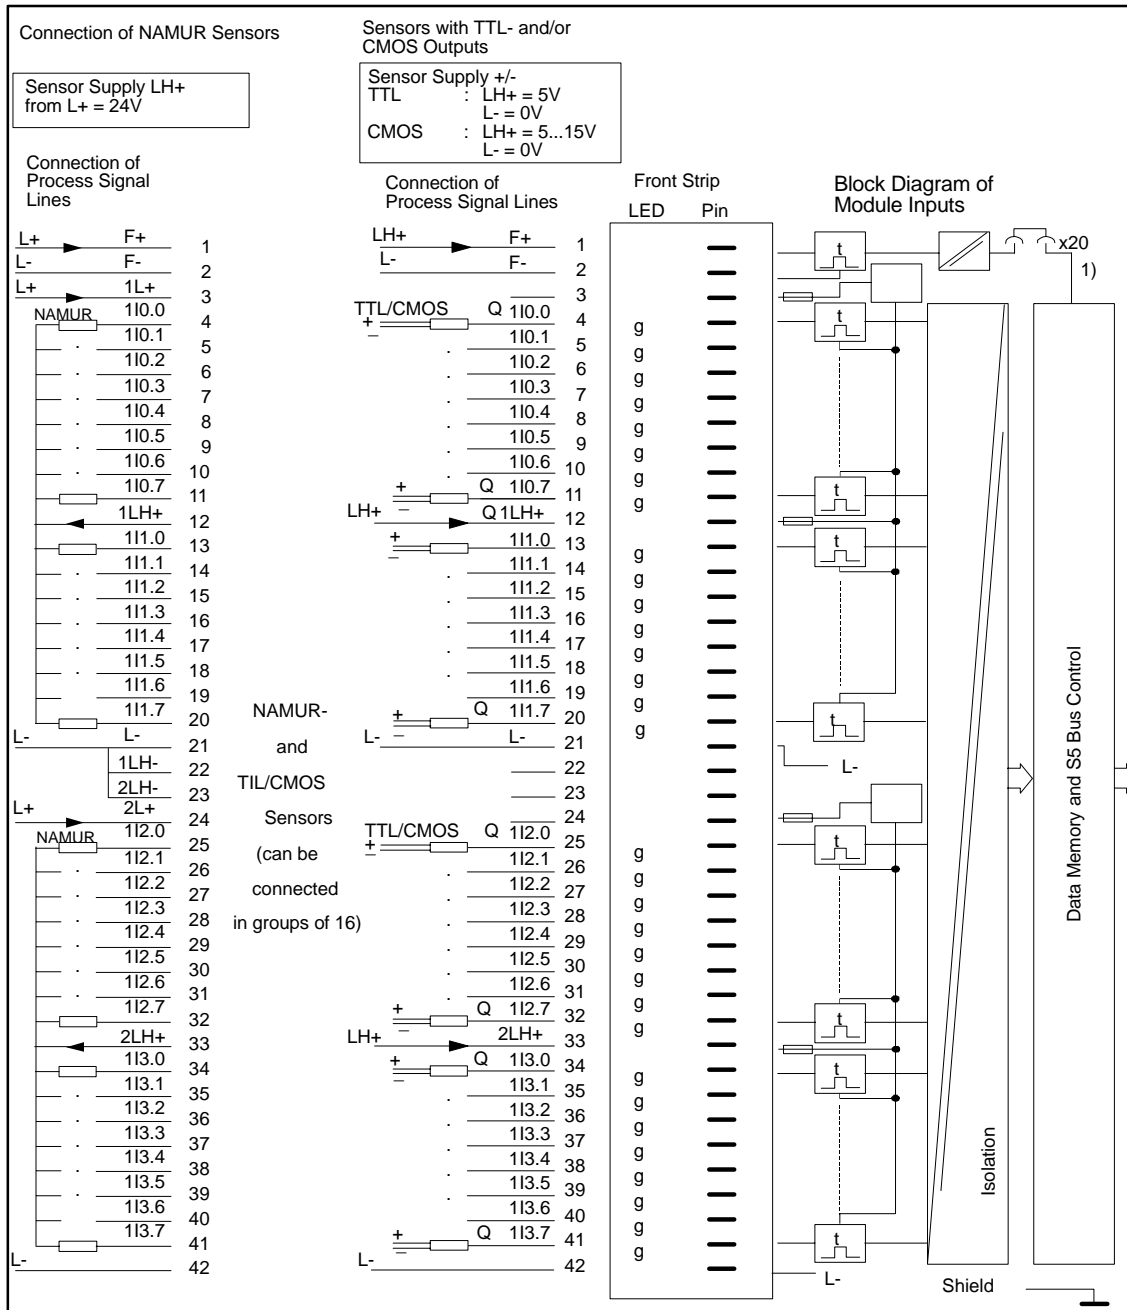 Connection of NAMUR Sensors
Sensors with TTL- and/or
CMOS Outputs
Sensor Supply LH+
from L+ = 24V
Sensor Supply +/-
TTL : LH+ = 5V
L- = 0V
CMOS : LH+ = 5...15V
L- = 0V
Connection of
Process Signal
Lines
Connection of
Process Signal Lines
Front Strip
LED Pin
Block Diagram of
Module Inputs
L+ F+ 1
L- F- 2
L+ 1L+ 3
NAMUR 1I0.0 4
1I0.1 5
1I0.2 6
1I0.3 7
1I0.4 8
1I0.5 9
1I0.6 10
1I0.7 11
1LH+ 12
1I1.0 13
1I1.1 14
1I1.2 15
1I1.3 16
1I1.4 17
1I1.5 18
1I1.6 19
1I1.7 20
L- L- 21
1LH- 22
2LH- 23
L+ 2L+ 24
NAMUR 1I2.0 25
1I2.1 26
1I2.2 27
1I2.3 28
1I2.4 29
1I2.5 30
1I2.6 31
1I2.7 32
2LH+ 33
1I3.0 34
1I3.1 35
1I3.2 36
1I3.3 37
1I3.4 38
1I3.5 39
1I3.6 40
1I3.7 41
L- 42
NAMUR-
and
TIL/CMOS
Sensors
(can be
connected
in groups of 16)
LH+ F+ 1
L- F- 2
3
TTL/CMOS Q 1I0.0 4 g
+
–
1I0.1 5 g
1I0.2 6 g
1I0.3 7 g
1I0.4 8 g
1I0.5 9 g
1I0.6 10 g
+ Q 1I0.7 11 g
–
LH+ Q 1LH+ 12
+ 1I1.0 13 g
–
1I1.1 14 g
1I1.2 15 g
1I1.3 16 g
1I1.4 17 g
1I1.5 18 g
1I1.6 19 g
+ Q 1I1.7 20 g
–
L- L- 21
22
23
24
TTL/CMOS Q 1I2.0 25 g
+
–
1I2.1 26 g
1I2.2 27 g
1I2.3 28 g
1I2.4 29 g
1I2.5 30 g
1I2.6 31 g
+ Q 1I2.7 32 g
–
LH+ 2LH+ 33
+ Q 1I3.0 34 g
–
1I3.1 35 g
1I3.2 36 g
1I3.3 37 g
1I3.4 38 g
1I3.5 39 g
1I3.6 40 g
+ Q 1I3.7 41 g
–
L- 42
t
x20
1)
t
t
t
t
L-
t
t
t
t
L-
Isolation
Data Memory and S5 Bus Control
Shield